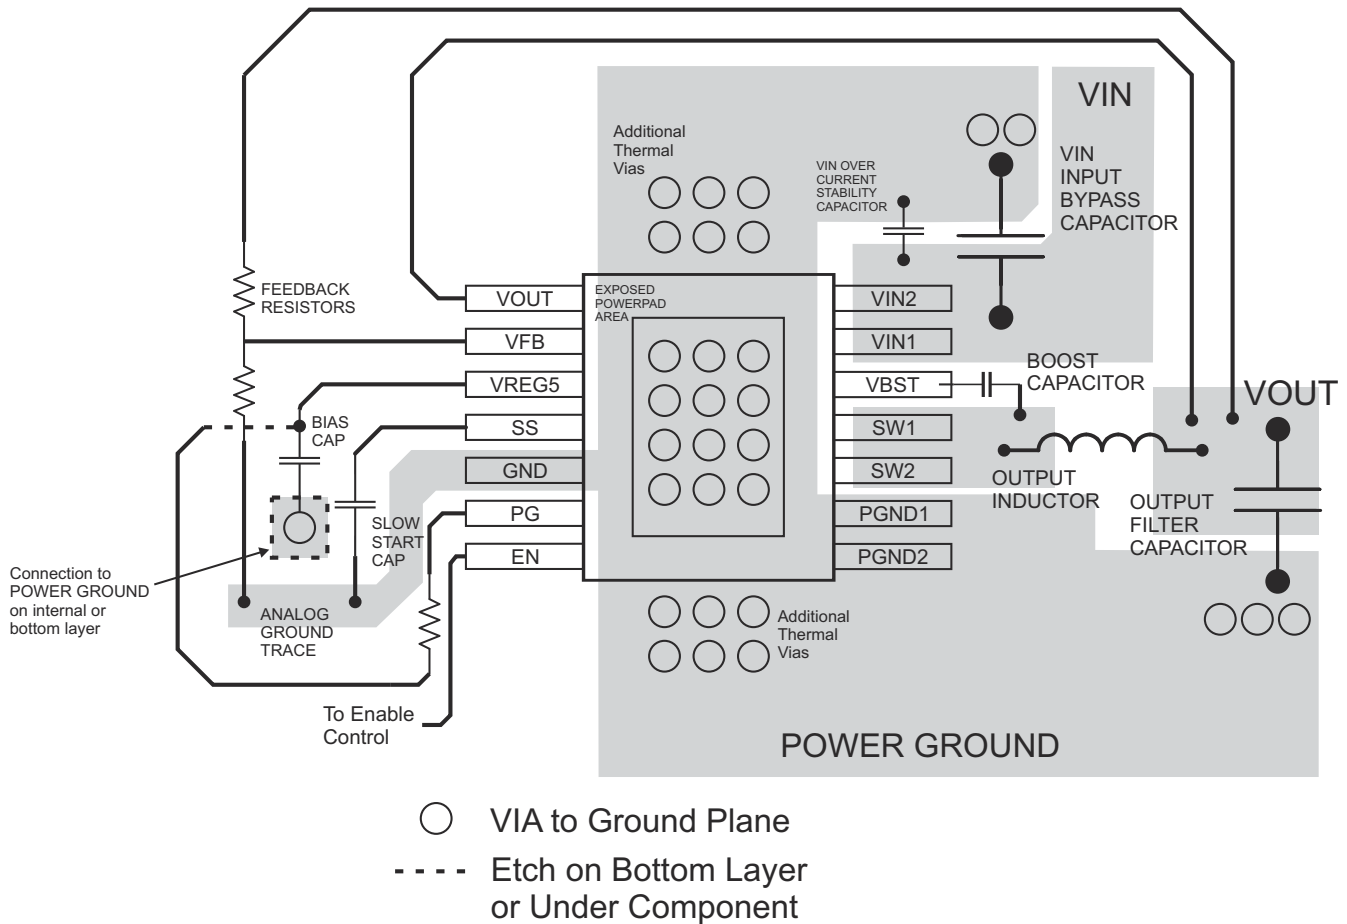 VIN
Additional
Thermal
Vias
VIN OVER
CURRENT
STABILITY
CAPACITOR
VIN
INPUT
BYPASS
CAPACITOR
FEEDBACK
RESISTORS
EXPOSED
POWERPAD
AREA
VOUT
VFB
VREG5
SS
GND
PG
EN
VIN2
VIN1
VBST
SW1
SW2
PGND1
PGND2
BOOST
CAPACITOR
VOUT
BIAS
CAP
SLOW
START
CAP
OUTPUT
INDUCTOR
OUTPUT
FILTER
CAPACITOR
Connection to
POWER GROUND
on internal or
bottom layer
ANALOG
GROUND
TRACE
Additional
Thermal
Vias
To Enable
Control
POWER GROUND
VIA to Ground Plane
Etch on Bottom Layer
or Under Component